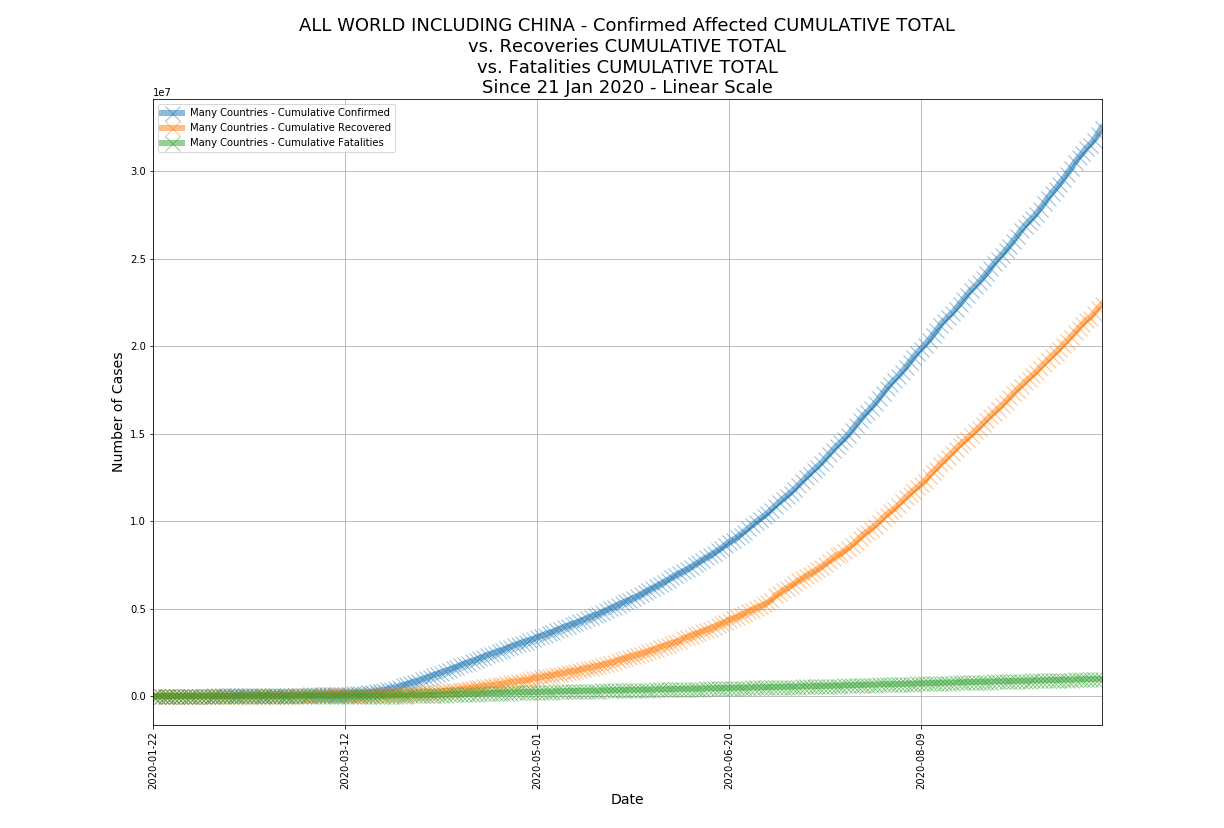 ALL WORLD INCLUDING CHINA - Confirmed Affected CUMULATIVE TOTAL
vs. Recoveries CUMULATIVE TOTAL
vs. Fatalities CUMULATIVE TOTAL
Since 21 Jan 2020 - Linear Scale
1e7
Many Countries - Cumulative Confirmed
Many Countries - Cumulative Recovered
Many Countries - Cumulative Fatalities
3.0
2.5
2.0
1.5
1.0
0.5
0.0
Number of Cases
2020-01-22
2020-03-12
2020-05-01
2020-06-20
2020-08-09
Date